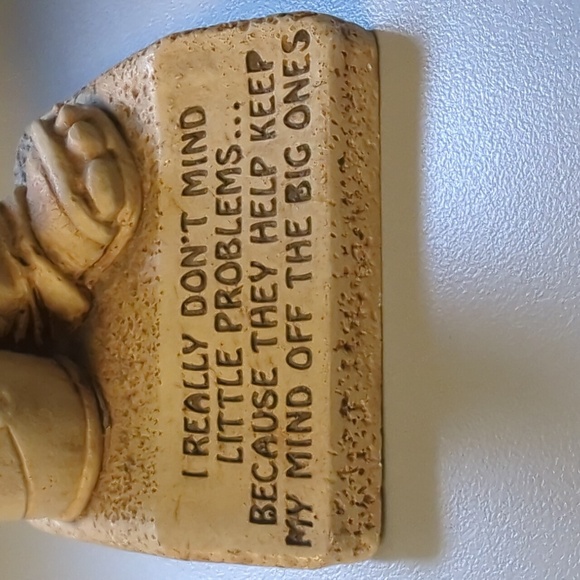 I REALLY DON'T MIND
LITTLE PROBLEMS...
BECAUSE THEY HELP KEEP
MY MIND OFF THE BIG ONES